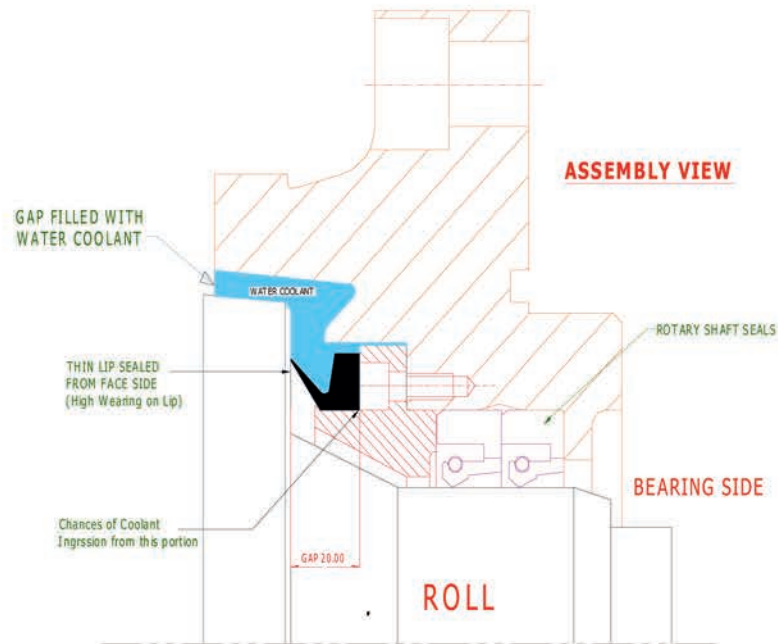 ASSEMBLY VIEW
GAP FILLED WITH
WATER COOLANT
WATER COOLANT
ROTARY SHAFT SEALS
THIN LIP SEALED
FROM FACE SIDE
(High Wearing on Lip)
BEARING SIDE
Chances of Coolant
Ingrssion from this portion
GAP 20.00
ROLL